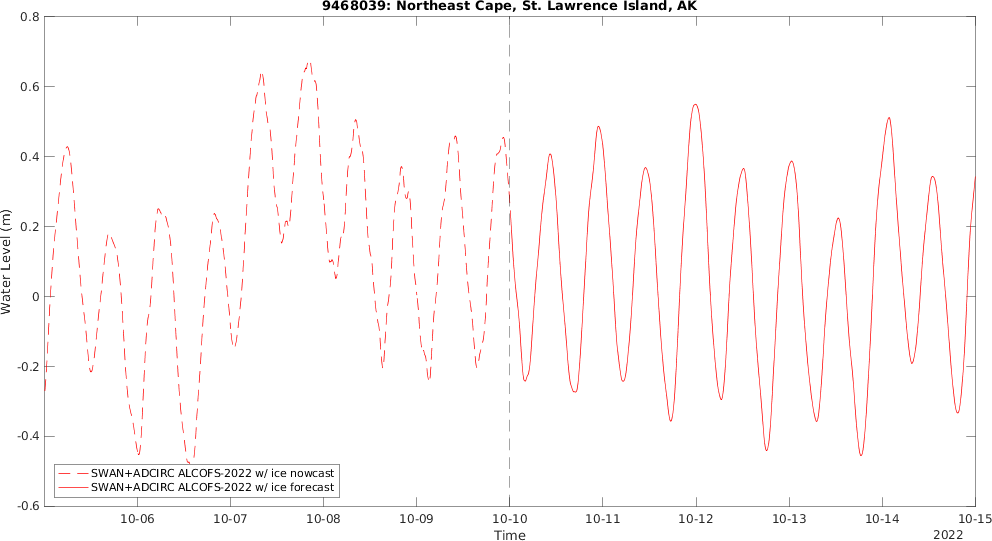 9468039: Northeast Cape, St. Lawrence Island, AK
Water Level (m)
0.8
0.6
0.4
0.2
0
-0.2
-0.4
-0.6
SWAN+ADCIRC ALCOFS-2022 w/ ice nowcast
SWAN+ADCIRC ALCOFS-2022 w/ ice forecast
10-06 10-07 10-08 10-09 10-10 10-11 10-12 10-13 10-14 10-15
Time
2022